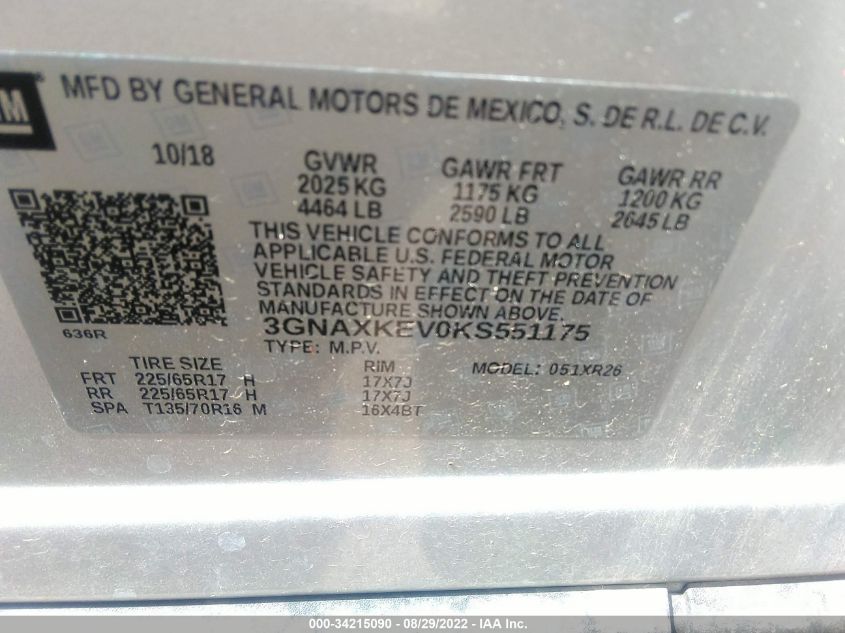 GM
MFD BY GENERAL MOTORS DE MEXICO, S. DE R.L. DE C.V.
10/18 GVWR GAWR FRT GAWR RR
2025 KG 1175 KG 1200 KG
4464 LB 2590 LB 2645 LB
THIS VEHICLE CONFORMS TO ALL
APPLICABLE U.S. FEDERAL MOTOR
VEHICLE SAFETY AND THEFT PREVENTION
STANDARDS IN EFFECT ON THE DATE OF
MANUFACTURE SHOWN ABOVE.
636R
3GNAXKEV0KS551175
TYPE: M.P.V. MODEL: 051XR26
TIRE SIZE RIM
FRT 225/65R17 H 17X7J
RR 225/65R17 H 17X7J
SPA T135/70R16 M 16X4BT
000-34215090 - 08/29/2022 - IAA Inc.